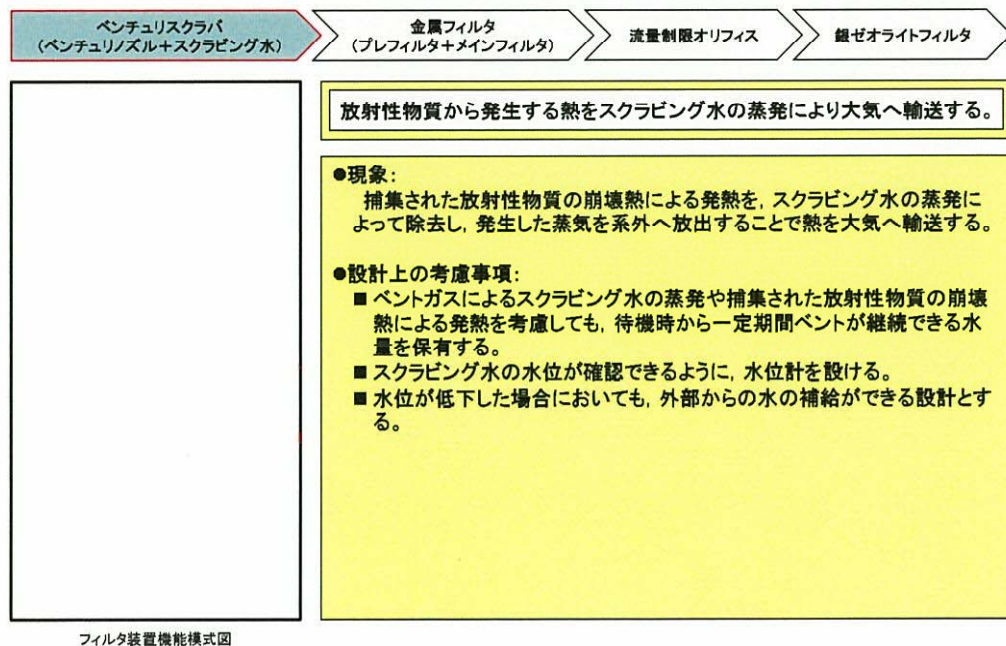 ベンチュリスクラバ
(ベンチュリノズル+スクラビング水)
金属フィルタ
(プレフィルタ+メインフィルタ)
流量制限オリフィス
銀ゼオライトフィルタ
放射性物質から発生する熱をスクラビング水の蒸発により大気へ輸送する。
●現象:
捕集された放射性物質の崩壊熱による発熱を, スクラビング水の蒸発に
よって除去し, 発生した蒸気を系外へ放出することで熱を大気へ輸送する。
●設計上の考慮事項:
■ ベントガスによるスクラビング水の蒸発や捕集された放射性物質の崩壊
熱による発熱を考慮しても, 待機時から一定期間ベントが継続できる水
量を保有する。
■ スクラビング水の水位が確認できるように, 水位計を設ける。
■ 水位が低下した場合においても, 外部からの水の補給ができる設計とす
る。
フィルタ装置機能模式図